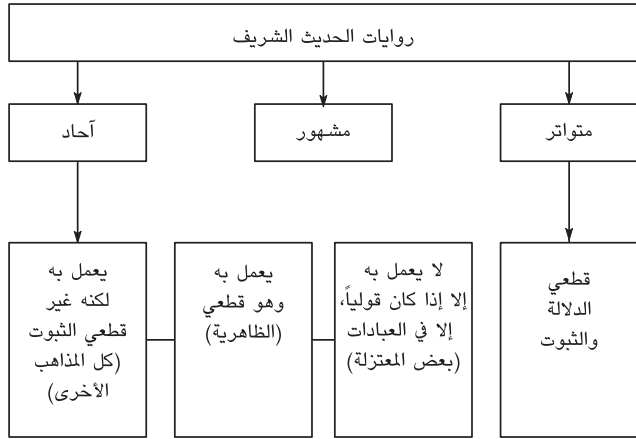 روايات الحديث الشريف
متواتر
مشهور
آحاد
قطعي
الدلالة
والثبوت
لا يعمل به
إلا إذا كان قولياً،
إلا في العبادات
(بعض المعتزلة)
يعمل به
وهو قطعي
(الظاهرية)
يعمل به
لكنه غير
قطعي الثبوت
(كل المذاهب
الأخرى)